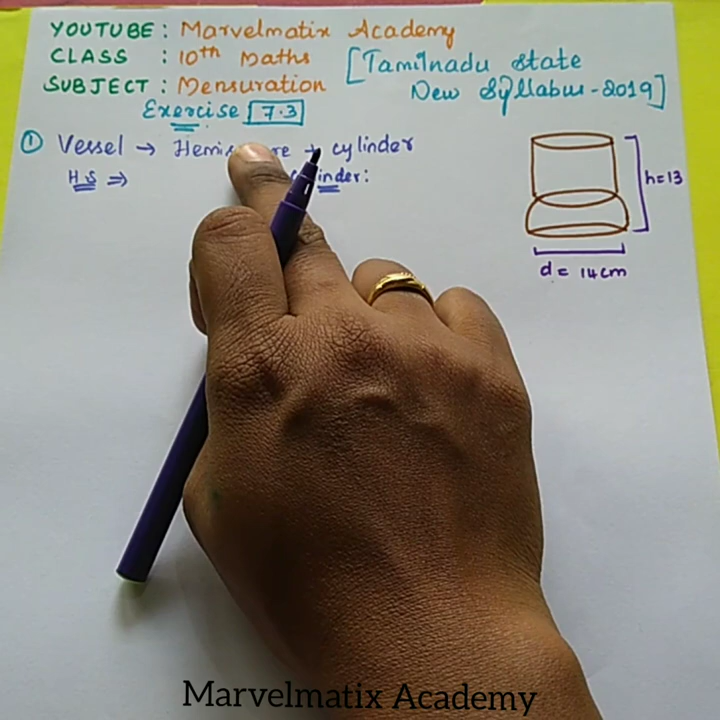 YOUTUBE : Marvelmatix Academy
CLASS : 10th Maths
[Tamilnadu State
New Syllabus - 2019]
SUBJECT : Mensuration
Exercise 7.3
① Vessel → → cylinder
HS ⇒
h=13
d = 14cm
Marvelmatix Academy